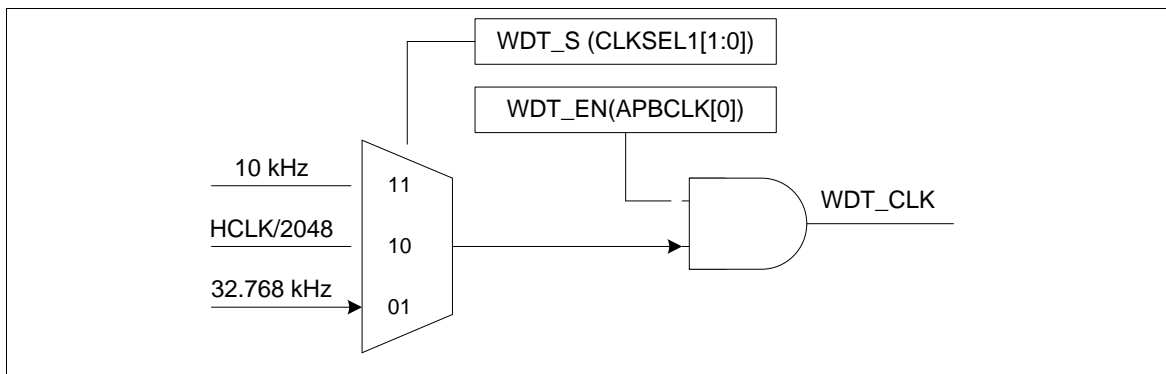 WDT_S (CLKSEL1[1:0])
WDT_EN(APBCLK[0])
10 kHz
11
WDT_CLK
HCLK/2048
10
32.768 kHz
01